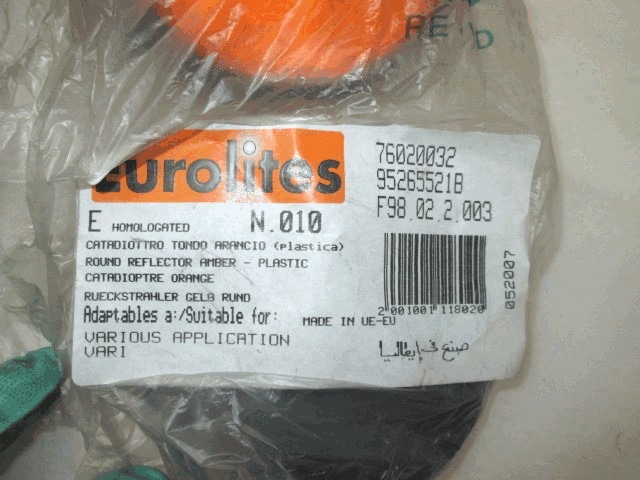 Eurolites
76020032
95265521B
F98.02.2.003
E HOMOLOGATED N.010
CATADIOTTRO TONDO ARANCIO (plastica)
ROUND REFLECTOR AMBER - PLASTIC
CATADIOPTRE ORANGE
RUECKSTRAHLER GELB RUND
Adaptables a:/Suitable for: MADE IN UE-EU
VARIOUS APPLICATION
VARI
2 001001 118020
052007
صنع في إيطاليا